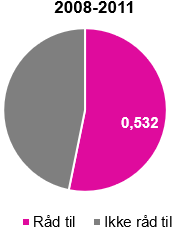 2008-2011
0,532
Råd til
Ikke råd til